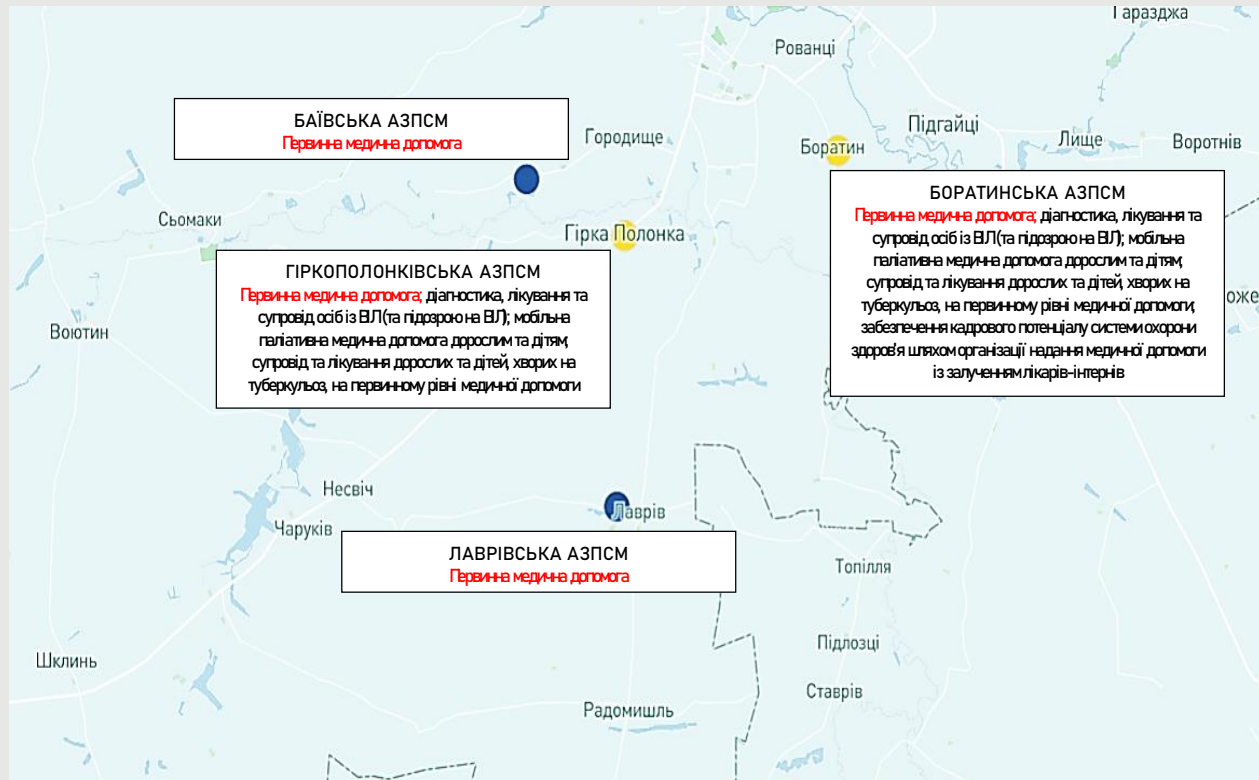 Гаразджа
Рованці
БАЇВСЬКА АЗПСМ
Первинна медична допомога
Городище
Боратин
Підгайці
Лище
Воротнів
Сьомаки
Гірка Полонка
БОРАТИНСЬКА АЗПСМ
Первинна медична допомога; діагностика, лікування та
супровід осіб із ВІЛ (та підозрою на ВІЛ); мобільна
паліативна медична допомога дорослим та дітям;
супровід та лікування дорослих та дітей, хворих на
туберкульоз, на первинному рівні медичної допомоги;
забезпечення кадрового потенціалу системи охорони
здоров'я шляхом організації надання медичної допомоги
із залученням лікарів-інтернів
ГІРКОПОЛОНКІВСЬКА АЗПСМ
Первинна медична допомога; діагностика, лікування та
супровід осіб із ВІЛ (та підозрою на ВІЛ); мобільна
паліативна медична допомога дорослим та дітям;
супровід та лікування дорослих та дітей, хворих на
туберкульоз, на первинному рівні медичної допомоги
Воютин
Несвіч
Чаруків
Лаврів
ЛАВРІВСЬКА АЗПСМ
Первинна медична допомога
Топілля
Підлозці
Шклинь
Ставрів
Радомишль